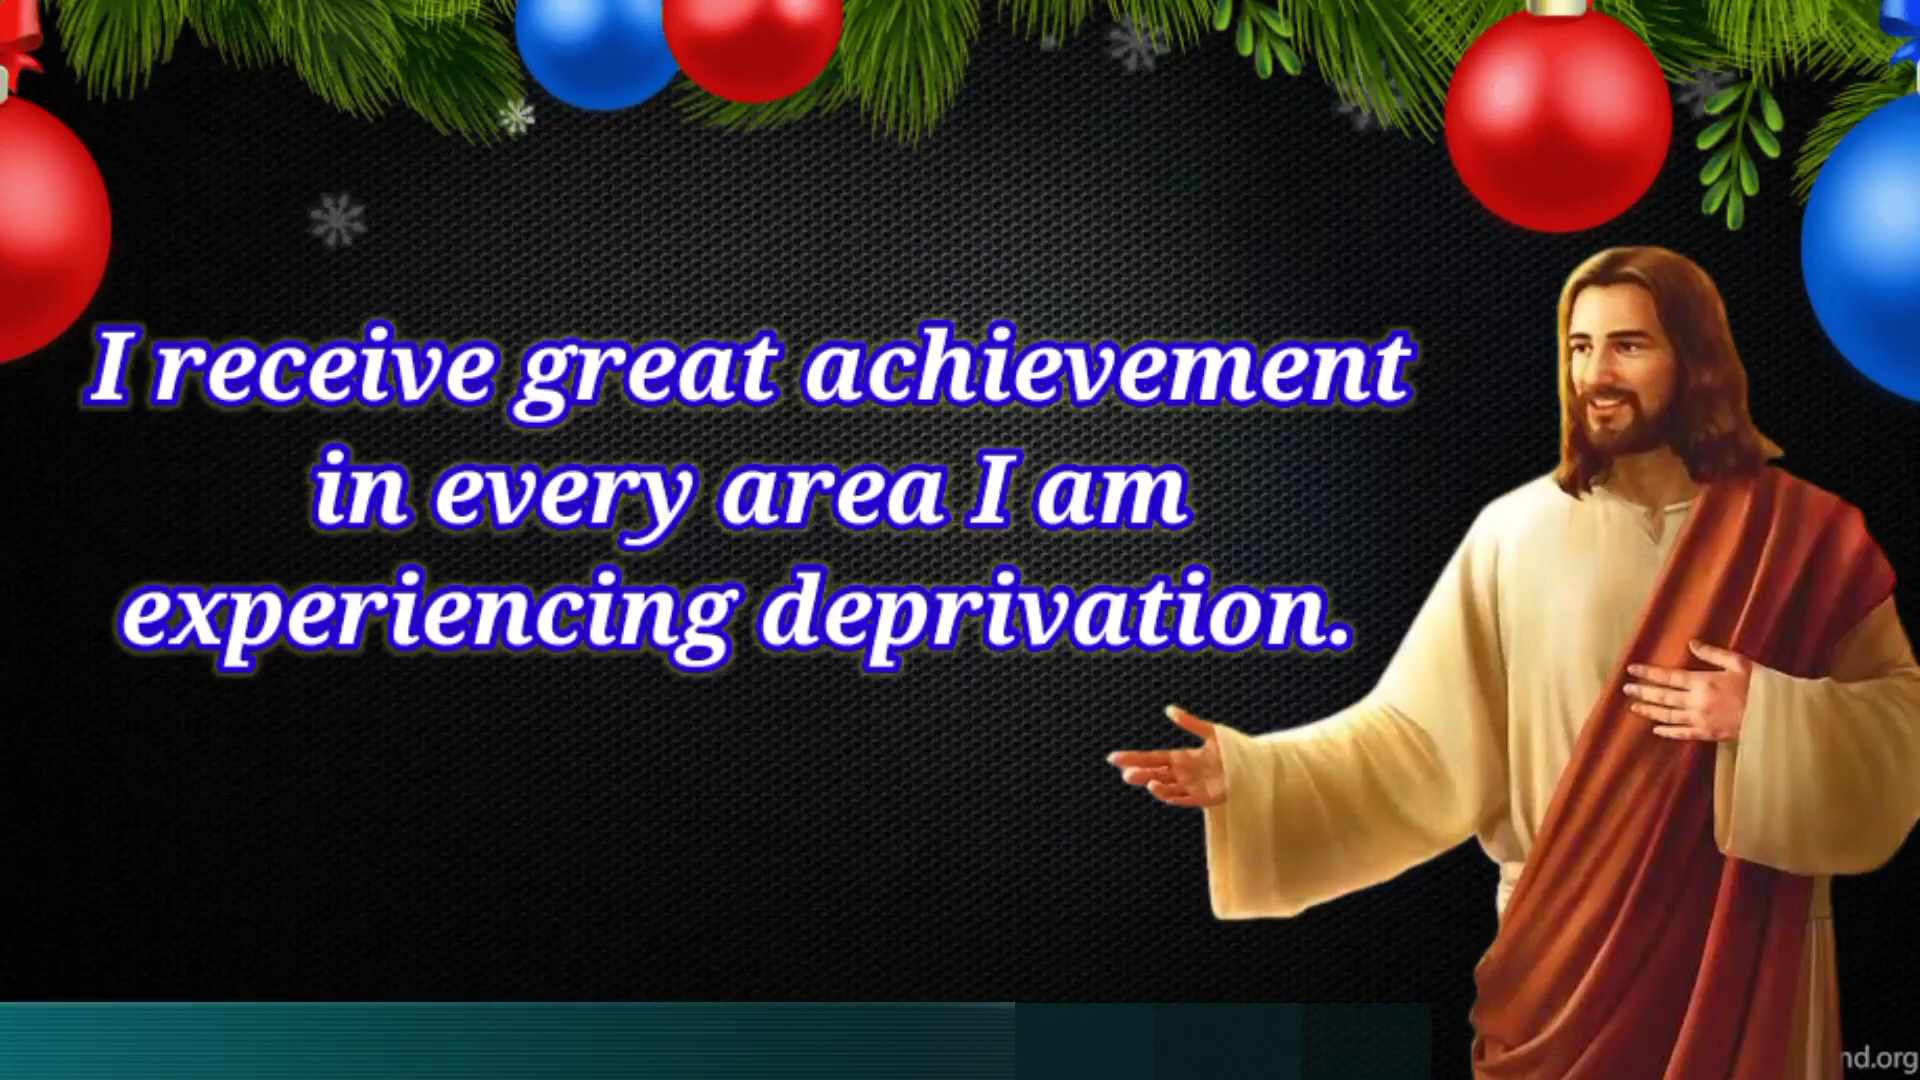 I receive great achievement
in every area I am
experiencing deprivation.
nd.org